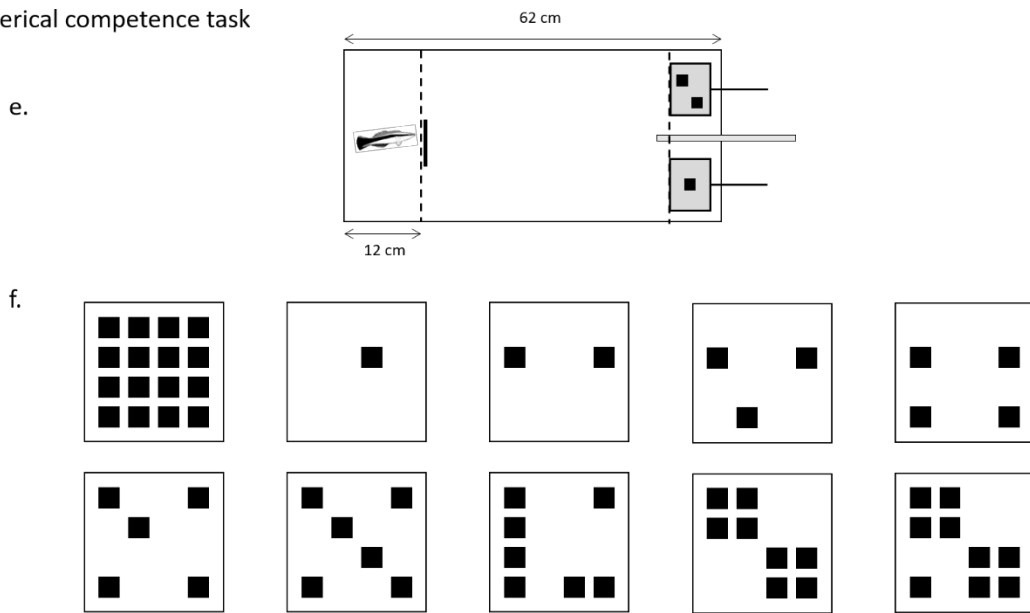 erical competence task
62 cm
e.
12 cm
f.